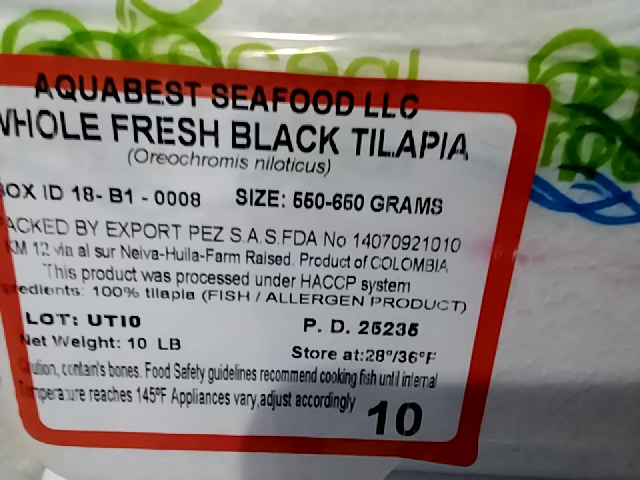 seal
AQUABEST SEAFOOD LLC
WHOLE FRESH BLACK TILAPIA
(Oreochromis niloticus)
BOX ID 18- B1 - 0008 SIZE: 550-650 GRAMS
PACKED BY EXPORT PEZ S.A.S.FDA No 14070921010
KM 12 via al sur Neiva-Huila-Farm Raised. Product of COLOMBIA
This product was processed under HACCP system
Ingredients: 100% tilapia (FISH / ALLERGEN PRODUCT)
LOT: UTI0 P. D. 25235
Net Weight: 10 LB Store at:28º/36ºF
Caution, contain's bones. Food Safety guidelines recommend cooking fish until internal
Temperature reaches 145ºF Appliances vary,adjust accordingly
10